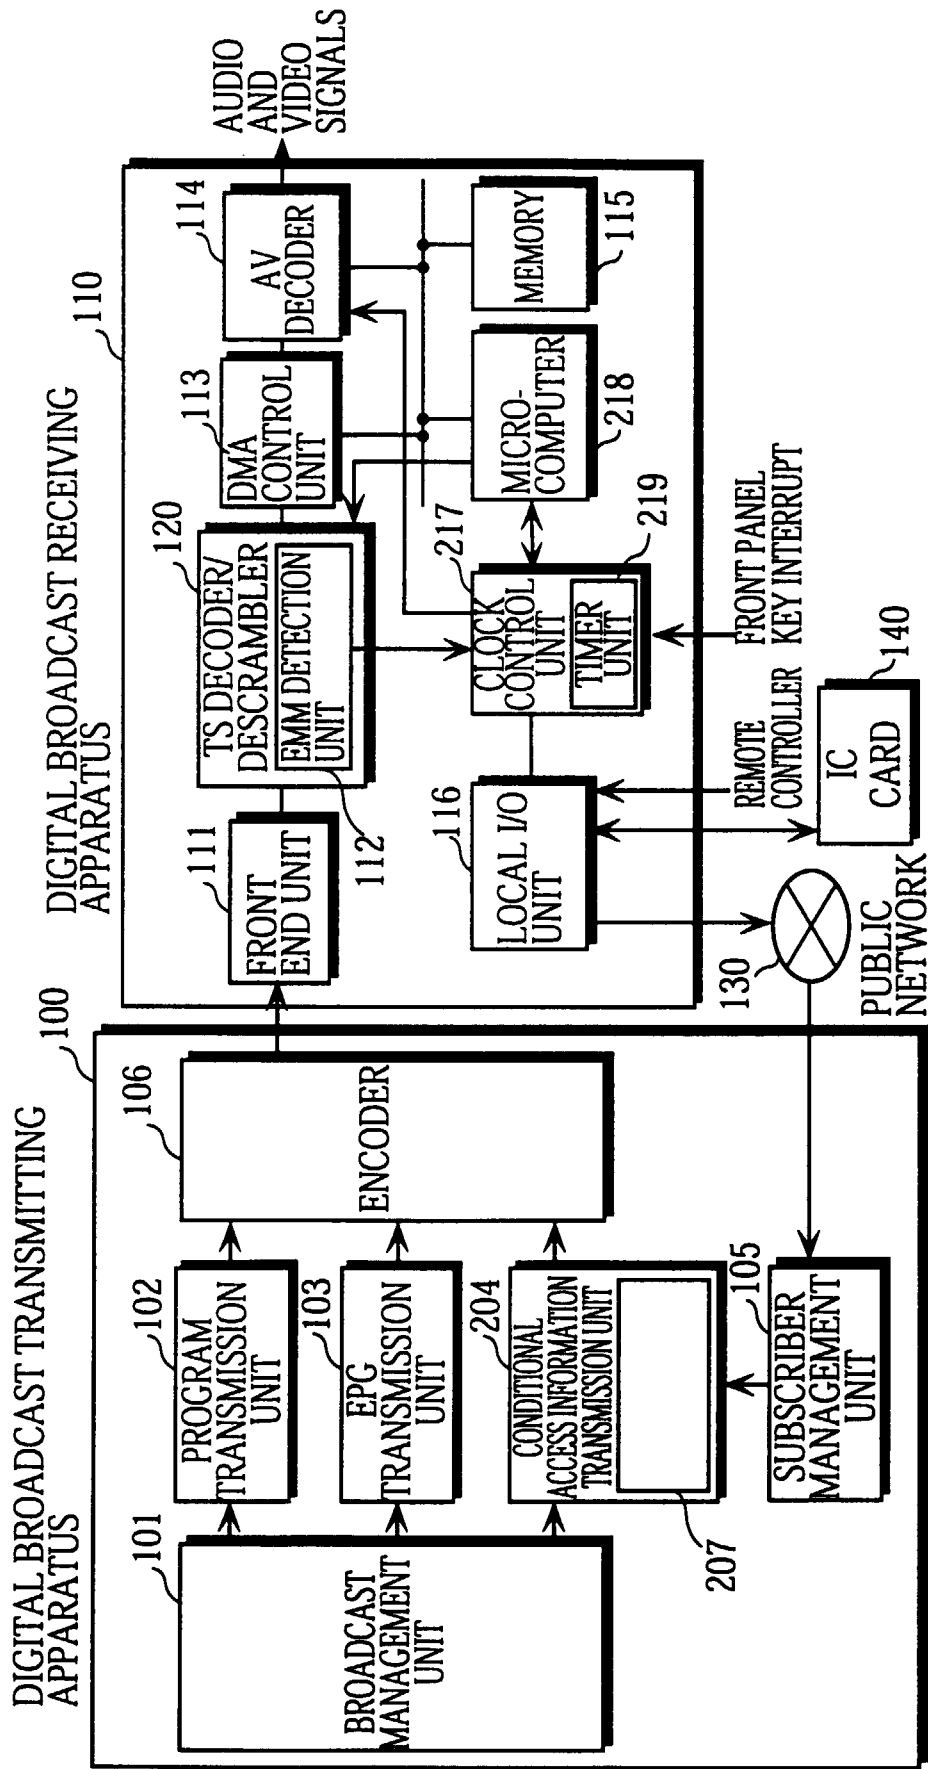 DIGITAL BROADCAST TRANSMITTING
APPARATUS
100
101
BROADCAST
MANAGEMENT
UNIT
102
PROGRAM
TRANSMISSION
UNIT
103
EPG
TRANSMISSION
UNIT
204
CONDITIONAL
ACCESS INFORMATION
TRANSMISSION UNIT
207
105
SUBSCRIBER
MANAGEMENT
UNIT
106
ENCODER
DIGITAL BROADCAST RECEIVING
APPARATUS
110
111
FRONT
END UNIT
120
TS DECODER/
DESCRAMBLER
EMM DETECTION
UNIT
112
113
DMA
CONTROL
UNIT
114
AV
DECODER
AUDIO
AND
VIDEO
SIGNALS
116
LOCAL I/O
UNIT
217
CLOCK
CONTROL
UNIT
TIMER
UNIT
219
MICRO-
COMPUTER
218
MEMORY
115
REMOTE
CONTROLLER
FRONT PANEL
KEY INTERRUPT
140
IC
CARD
130
PUBLIC
NETWORK